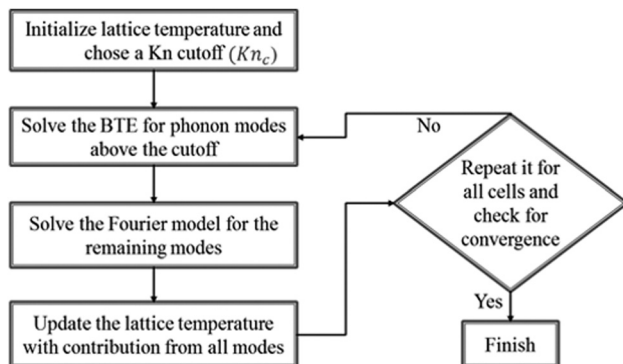 Initialize lattice temperature and
chose a Kn cutoff (Kn_c)
Solve the BTE for phonon modes
above the cutoff
Solve the Fourier model for the
remaining modes
Update the lattice temperature
with contribution from all modes
No
Repeat it for
all cells and
check for
convergence
Yes
Finish